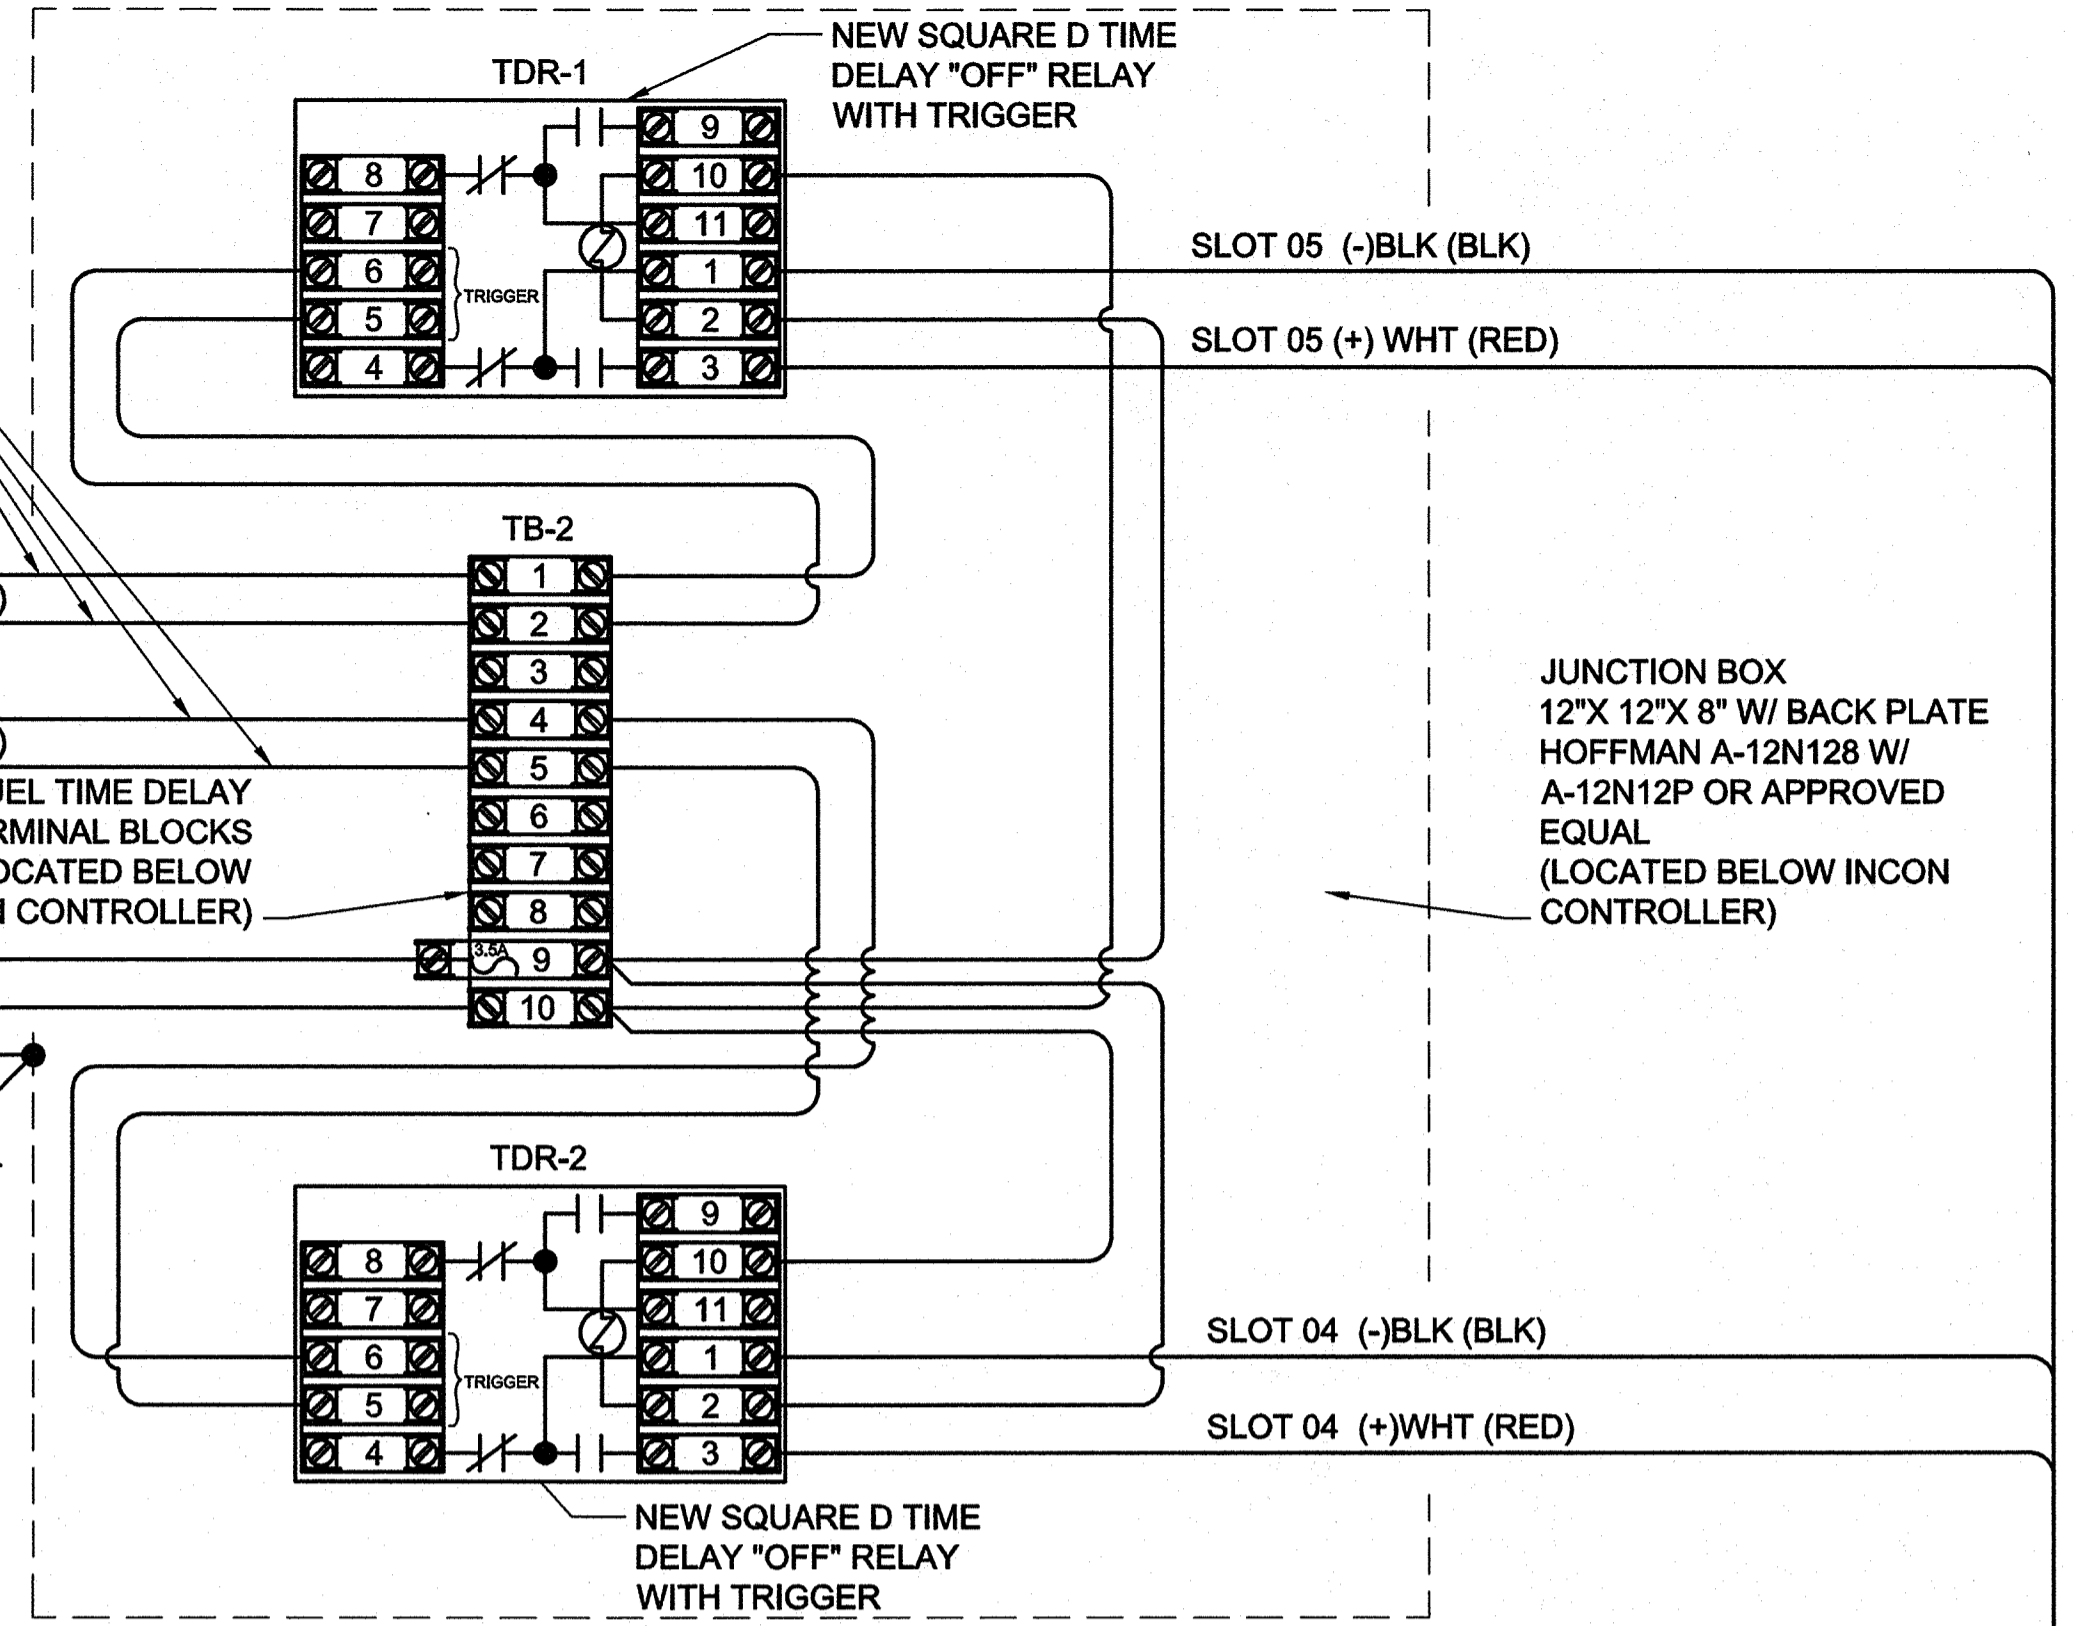 NEW SQUARE D TIME
DELAY "OFF" RELAY
WITH TRIGGER
TDR-1
9
8
10
7
11
6
1
TRIGGER
5
2
4
3
SLOT 05 (-)BLK (BLK)
SLOT 05 (+) WHT (RED)
TB-2
1
2
3
4
5
6
7
8
3.5A
9
10
TIME DELAY
BLOCKS
BELOW
CONTROLLER)
JUNCTION BOX
12"X 12"X 8" W/ BACK PLATE
HOFFMAN A-12N128 W/
A-12N12P OR APPROVED
EQUAL
(LOCATED BELOW INCON
CONTROLLER)
TDR-2
9
8
10
7
11
6
1
TRIGGER
5
2
4
3
SLOT 04 (-)BLK (BLK)
SLOT 04 (+)WHT (RED)
NEW SQUARE D TIME
DELAY "OFF" RELAY
WITH TRIGGER